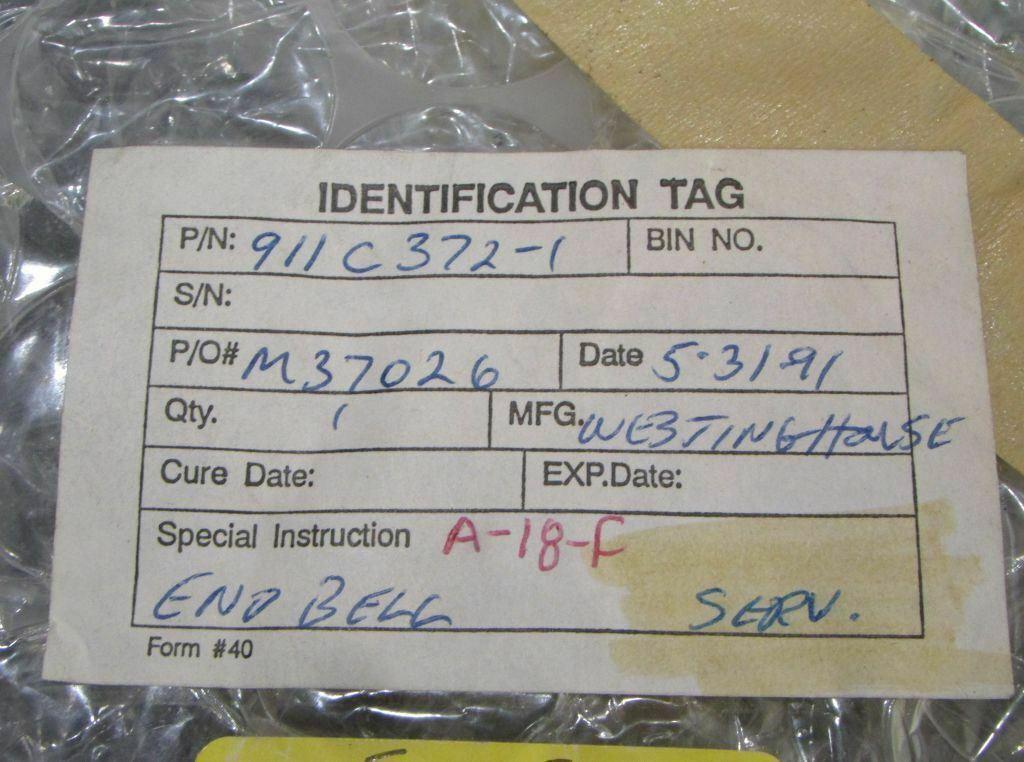 IDENTIFICATION TAG
P/N: 911C372-1 BIN NO.
S/N:
P/O# M37026 Date 5·31 91
Qty. 1 MFG. WESTINGHOUSE
Cure Date: EXP.Date:
Special Instruction A-18-F
END BELL SERV.
Form #40